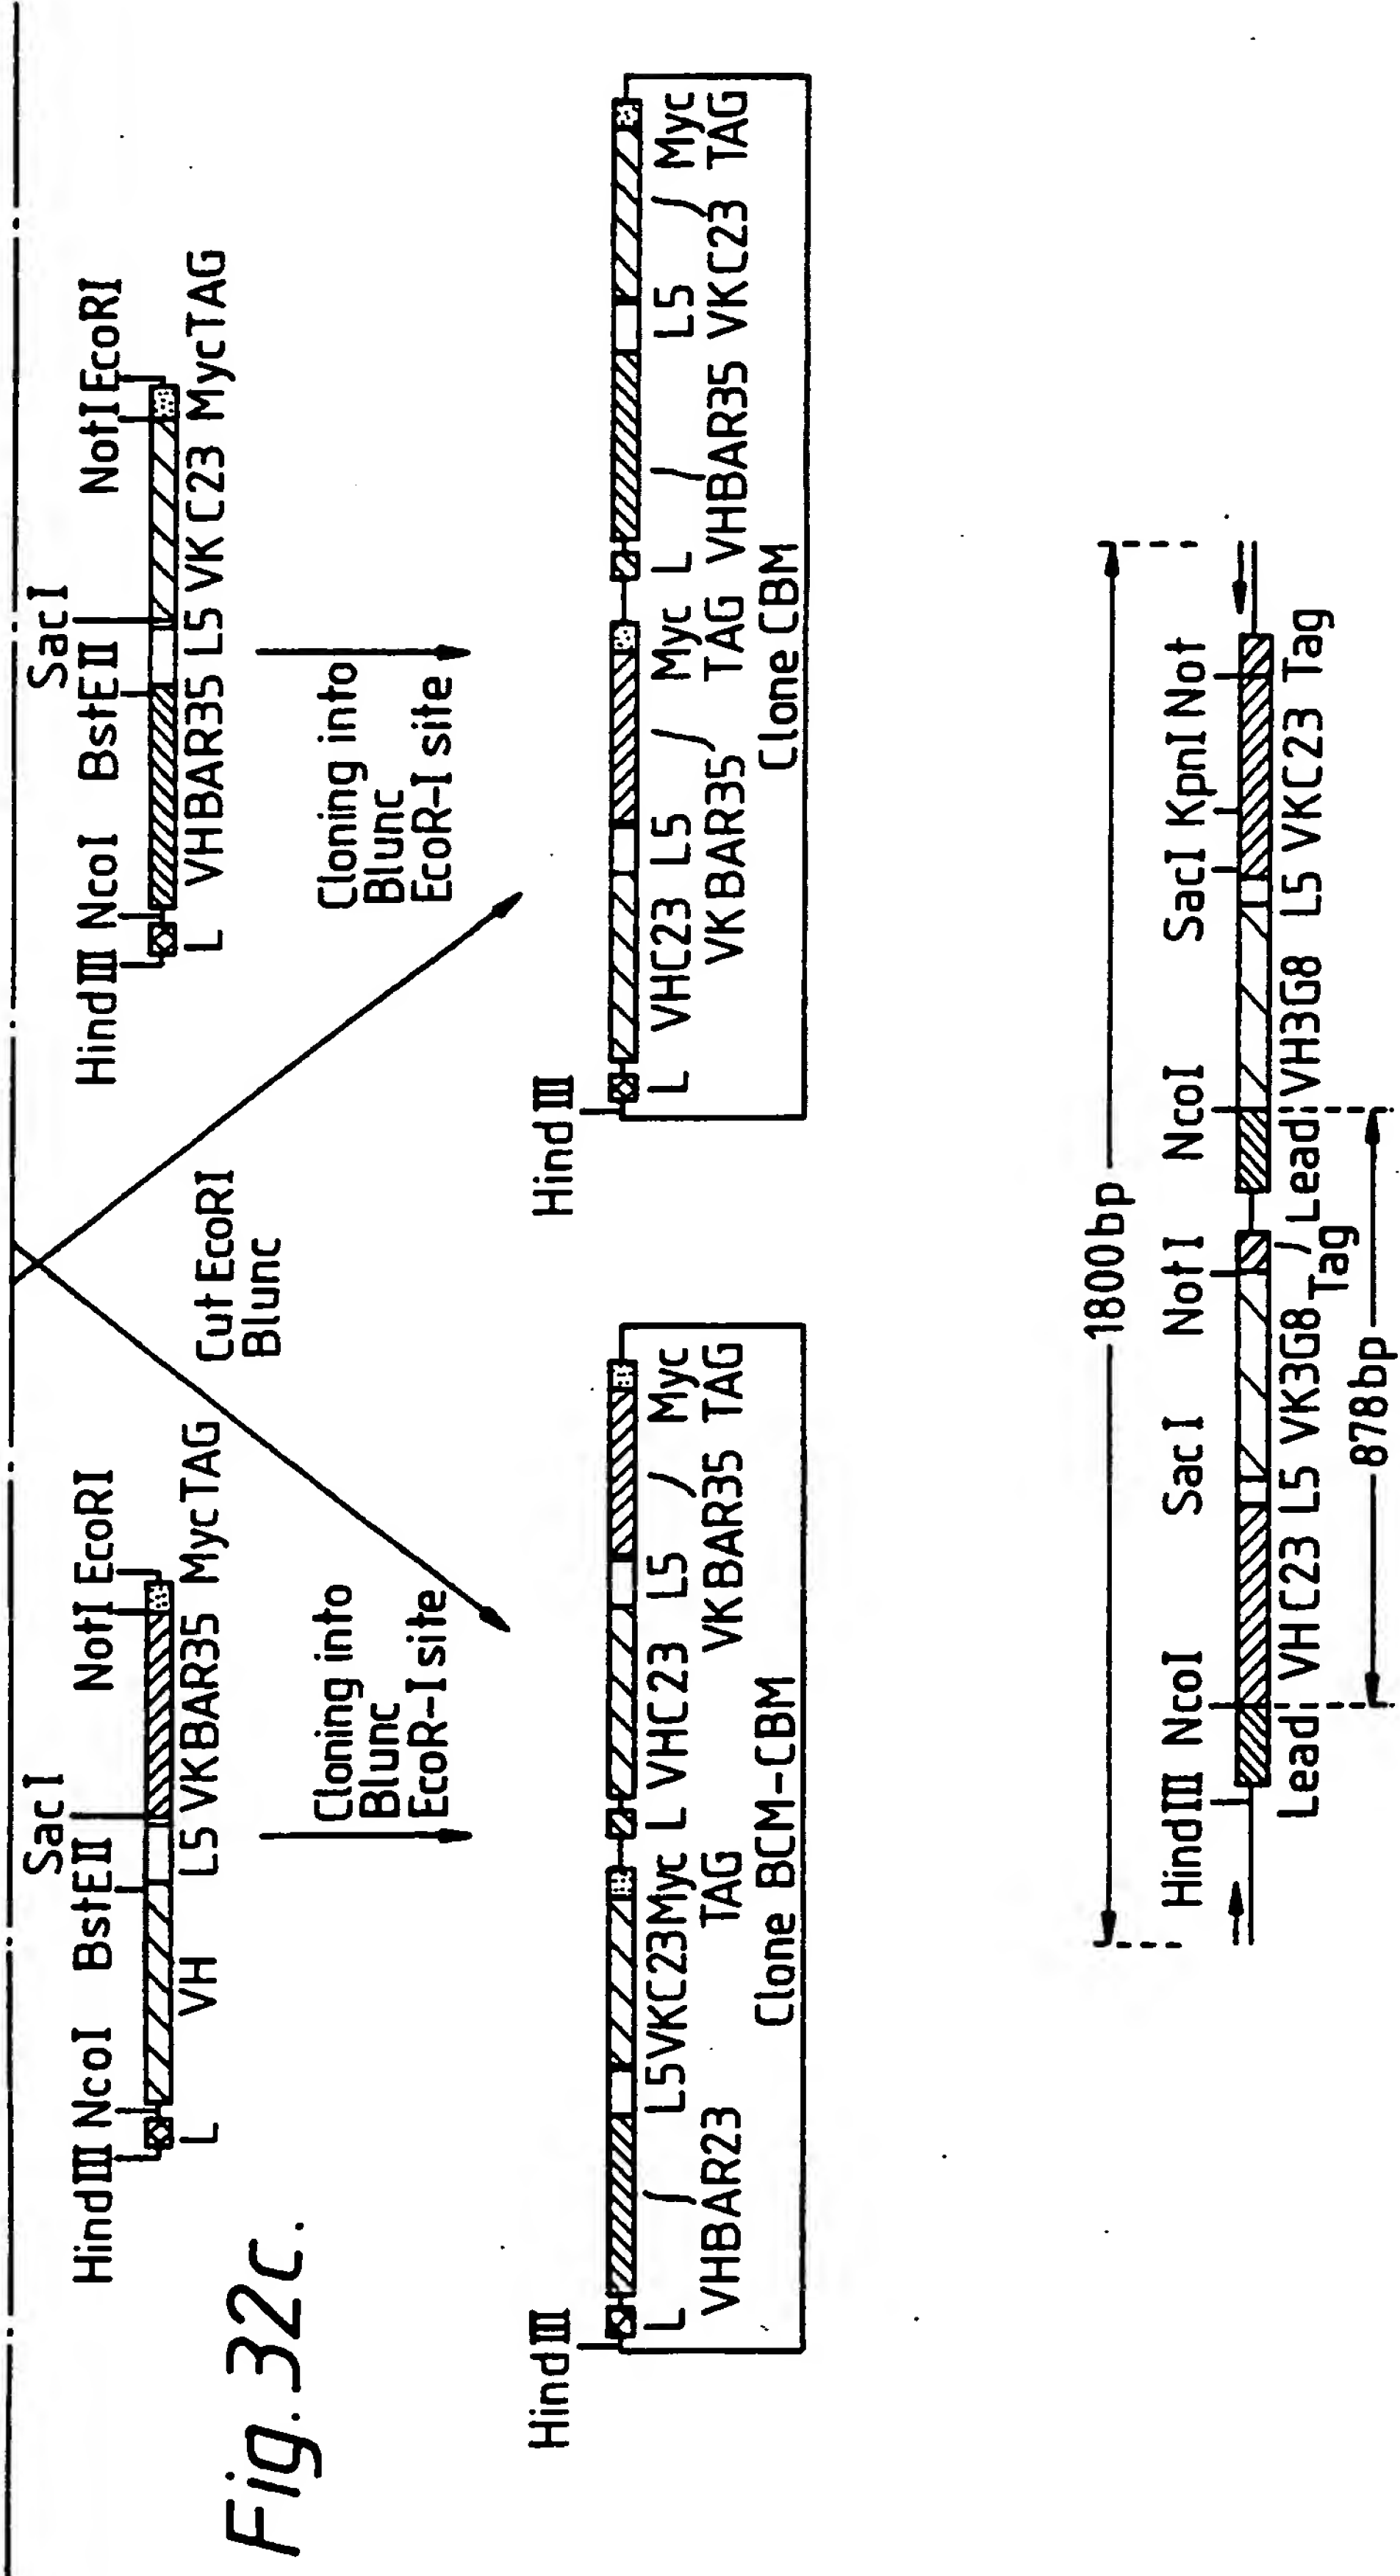 Fig. 32c.
SacI
HindIII NcoI BstEII NotI EcoRI
L VH L5 VKBAR35 MycTAG
SacI
HindIII NcoI BstEII NotI EcoRI
L VHBAR35 L5 VKC23 MycTAG
Cut EcoRI
Blunc
Cloning into
Blunc
EcoR-I site
Cloning into
Blunc
EcoR-I site
HindIII
L L5VKC23Myc L VHC23 L5 Myc
VHBAR23 TAG VKBAR35 TAG
Clone BCM-CBM
HindIII
L VHC23 L5 Myc L L5 Myc
VKBAR35 TAG VHBAR35 VKC23 TAG
Clone CBM
1800bp
HindIII NcoI SacI NotI NcoI SacI KpnI Not
Lead VHC23 L5 VK3G8 Lead VH3G8 L5 VKC23 Tag
Tag
878bp